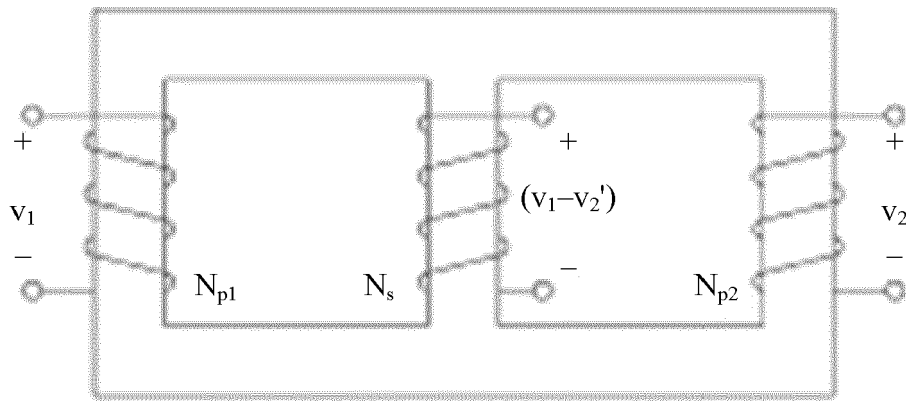 + + +
v₁ (v₁–v₂') v₂
– – –
Nₚ₁ Nₛ Nₚ₂